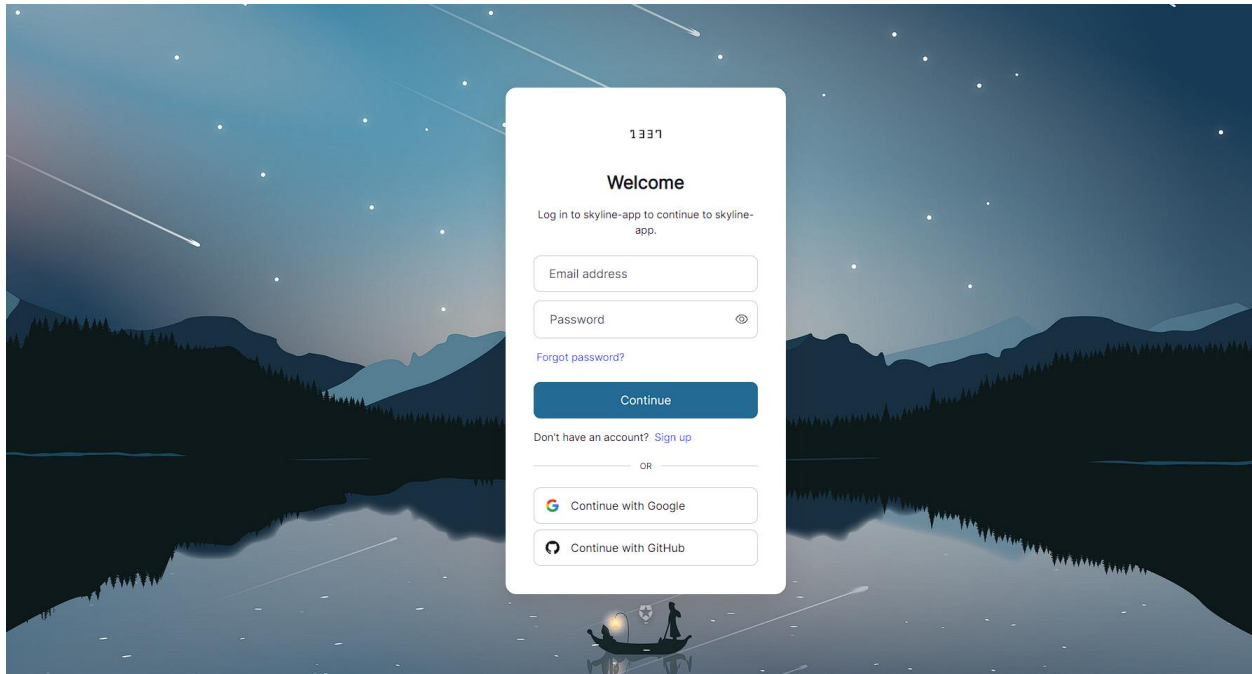 1337
Welcome
Log in to skyline-app to continue to skyline-
app.
Email address
Password
Forgot password?
Continue
Don't have an account? Sign up
OR
Continue with Google
Continue with GitHub